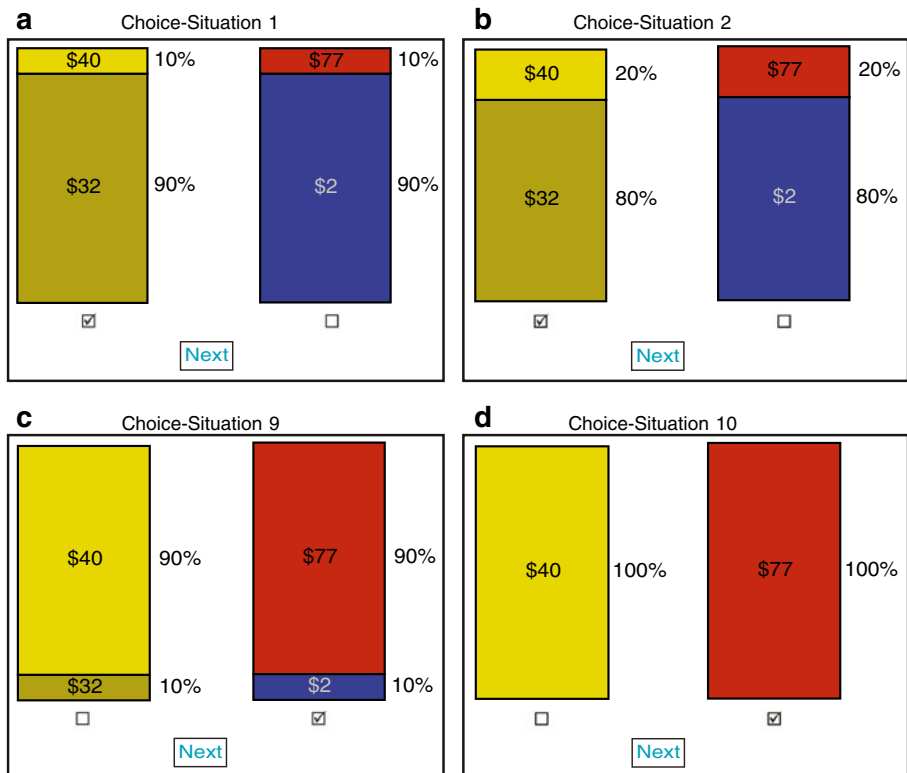 a Choice-Situation 1
$40 10% $77 10%
$32 90% $2 90%
Next
b Choice-Situation 2
$40 20% $77 20%
$32 80% $2 80%
Next
c Choice-Situation 9
$40 90% $77 90%
$32 10% $2 10%
Next
d Choice-Situation 10
$40 100% $77 100%
Next